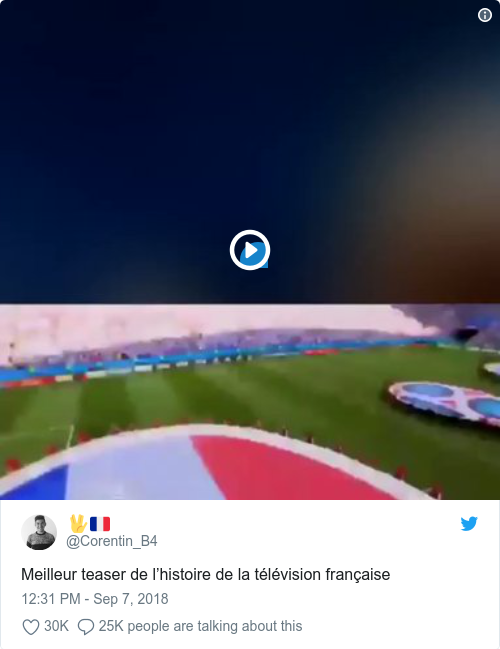 @Corentin_B4
Meilleur teaser de l’histoire de la télévision française
12:31 PM - Sep 7, 2018
30K 25K people are talking about this